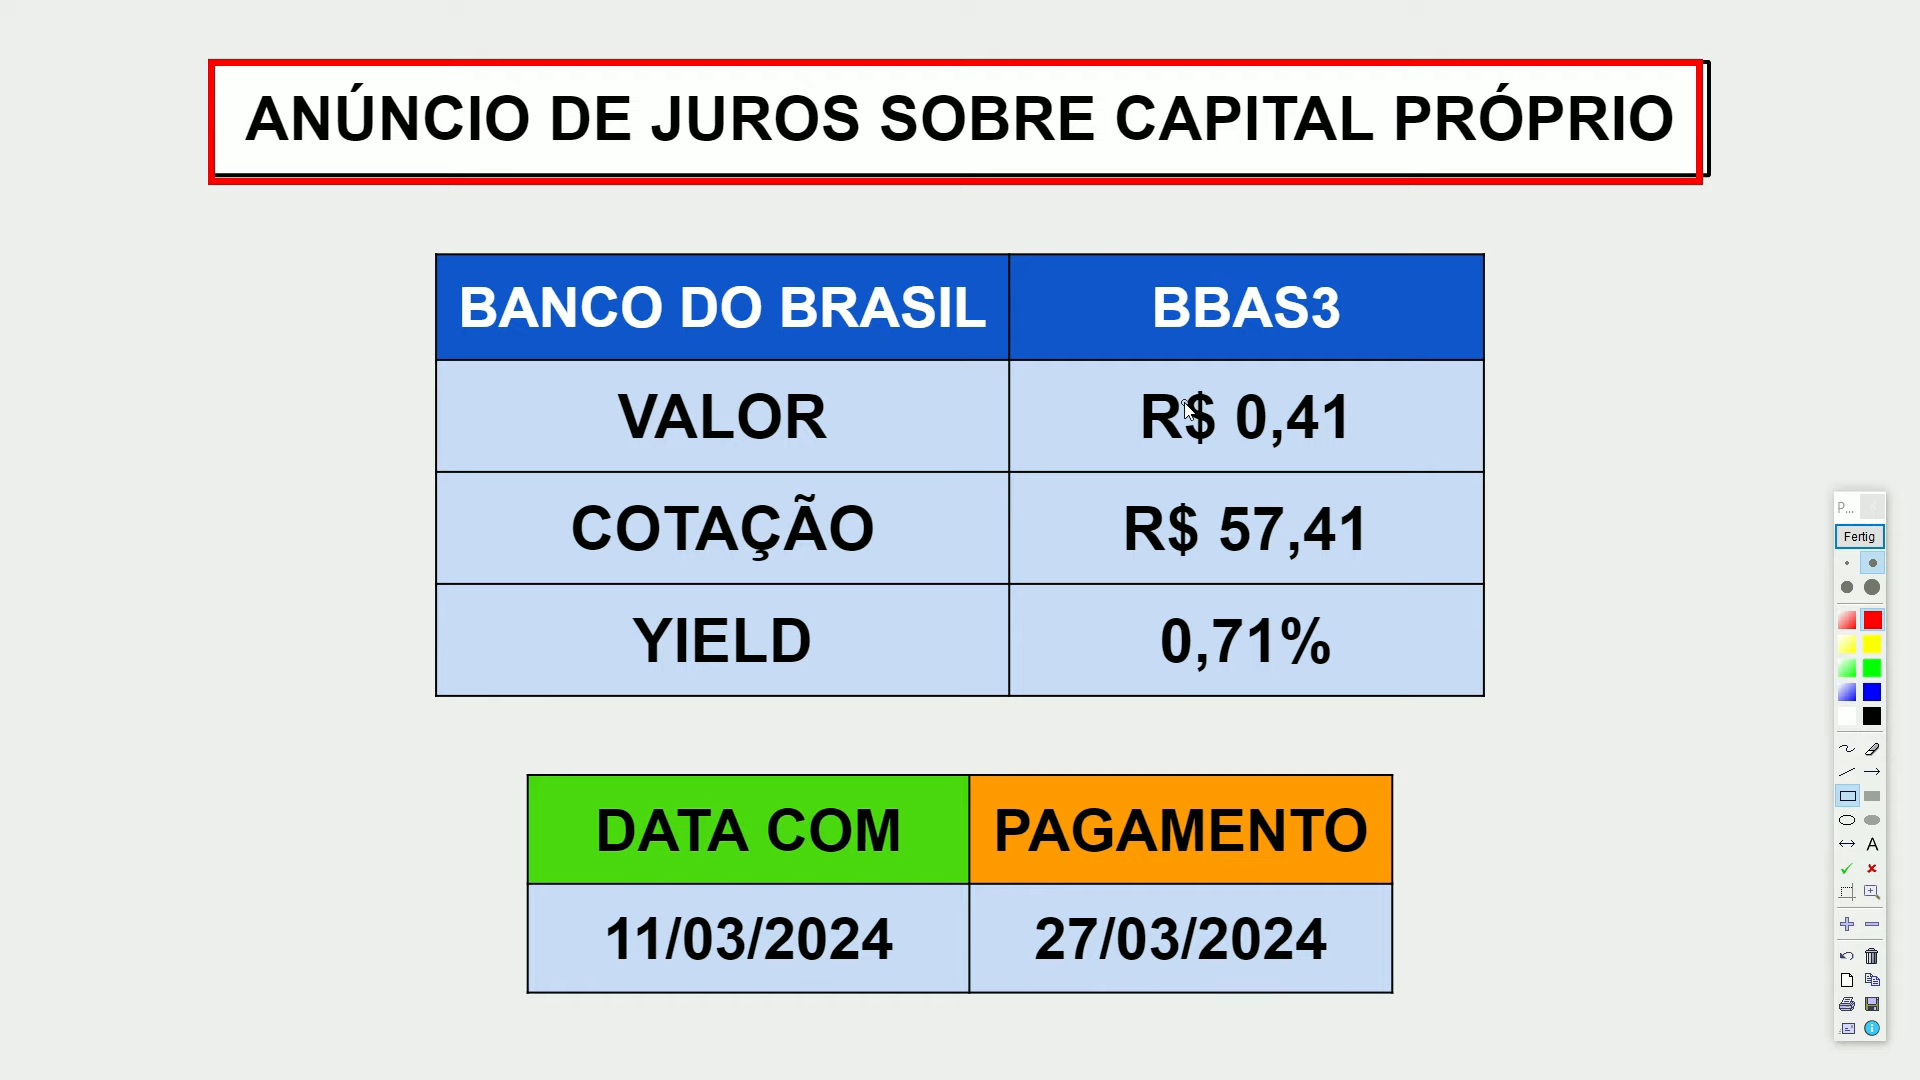 ANÚNCIO DE JUROS SOBRE CAPITAL PRÓPRIO
BANCO DO BRASIL BBAS3
VALOR R$ 0,41
COTAÇÃO R$ 57,41
YIELD 0,71%
DATA COM PAGAMENTO
11/03/2024 27/03/2024
P...
Fertig
A